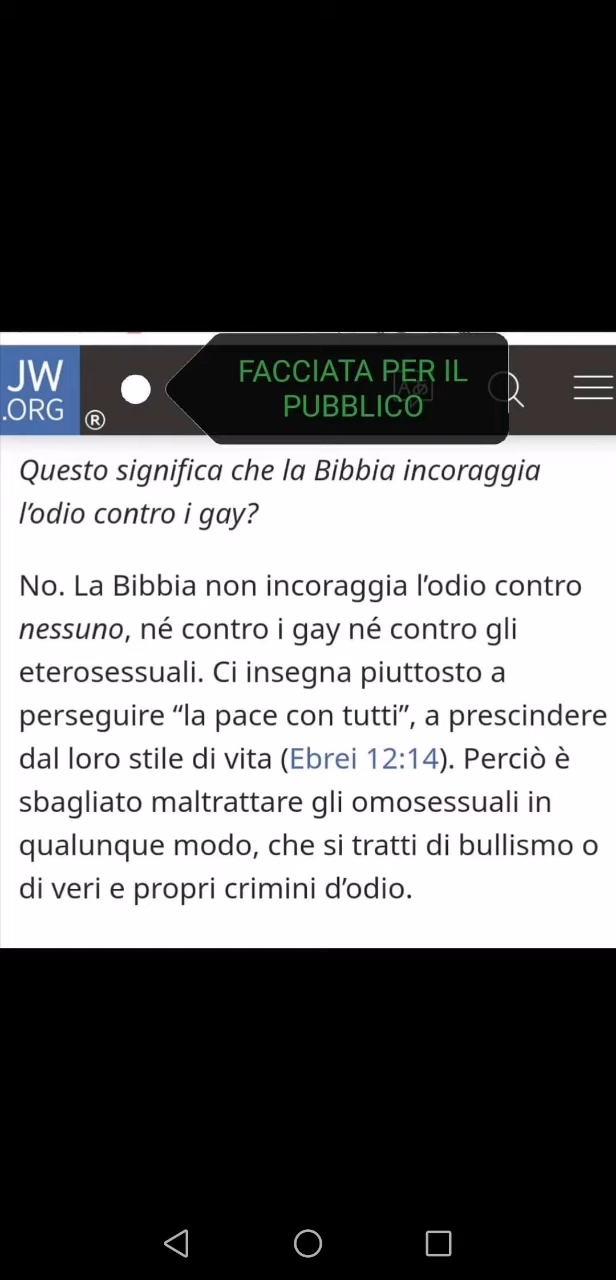 JW
.ORG
®
FACCIATA PER IL
PUBBLICO
Questo significa che la Bibbia incoraggia
l’odio contro i gay?
No. La Bibbia non incoraggia l’odio contro
nessuno, né contro i gay né contro gli
eterosessuali. Ci insegna piuttosto a
perseguire “la pace con tutti”, a prescindere
dal loro stile di vita (Ebrei 12:14). Perciò è
sbagliato maltrattare gli omosessuali in
qualunque modo, che si tratti di bullismo o
di veri e propri crimini d’odio.